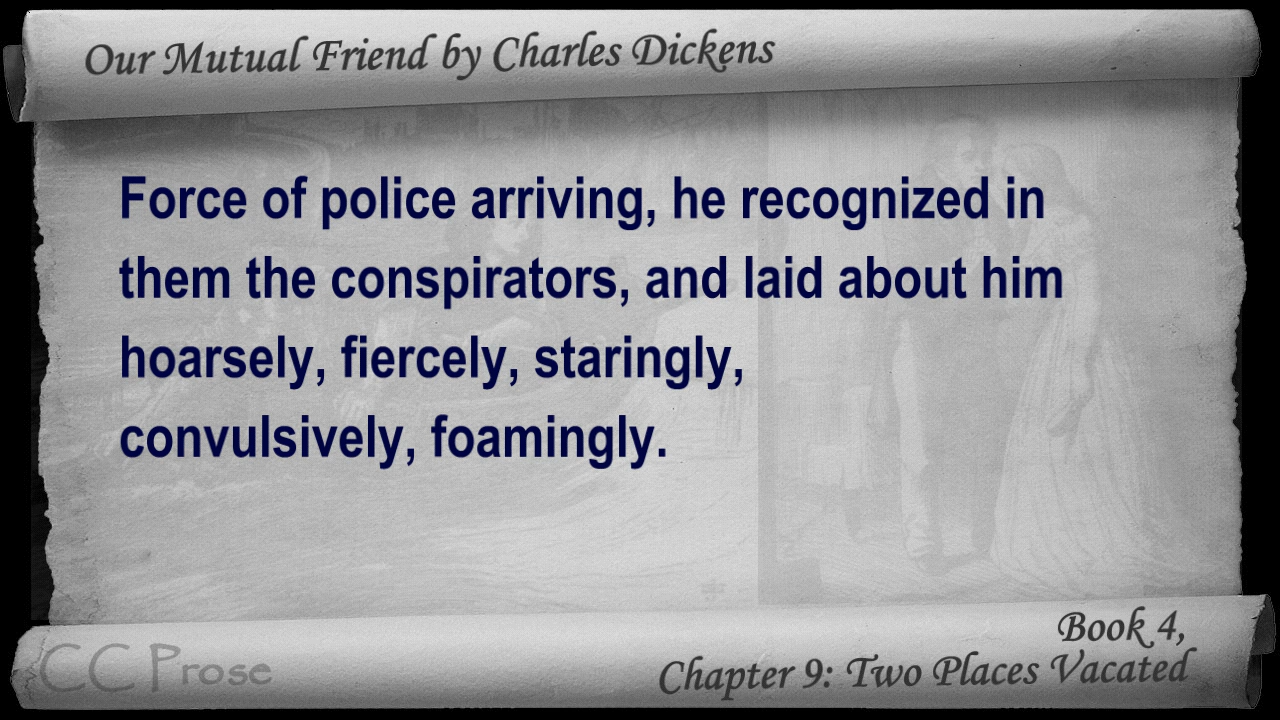 Our Mutual Friend by Charles Dickens
Force of police arriving, he recognized in
them the conspirators, and laid about him
hoarsely, fiercely, staringly,
convulsively, foamingly.
Book 4,
CC Prose
Chapter 9: Two Places Vacated